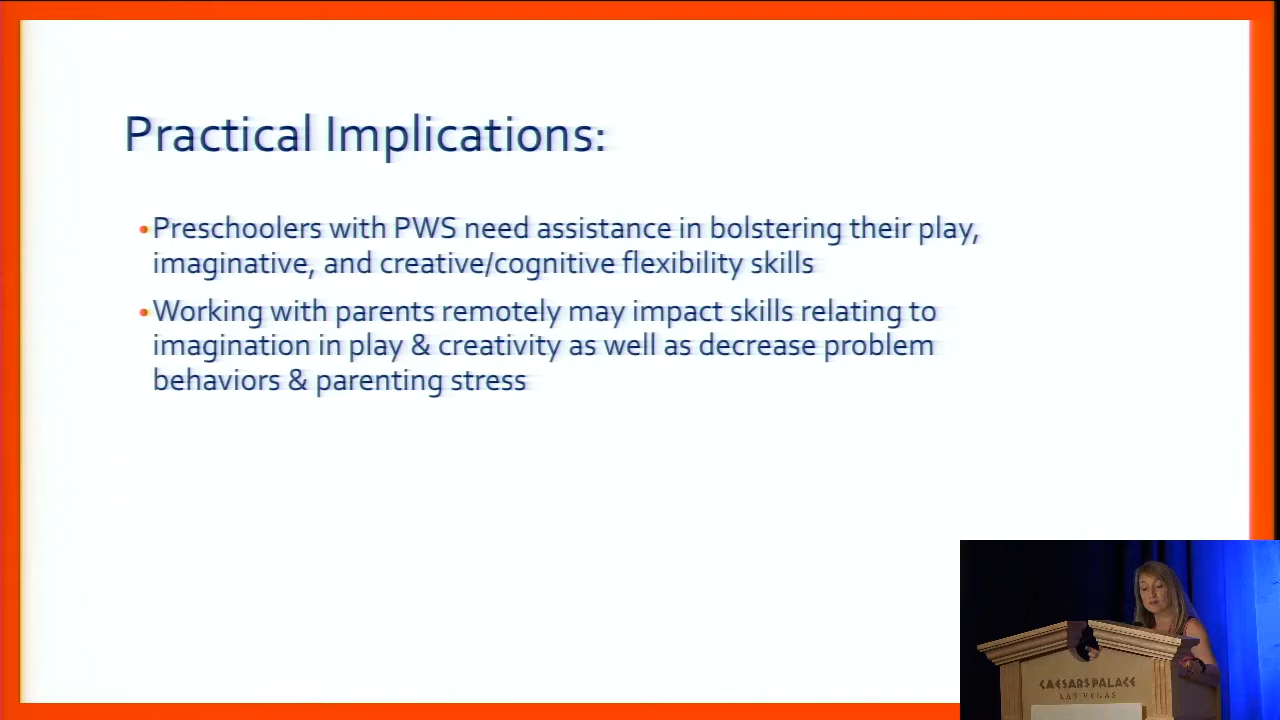 Practical Implications:
•Preschoolers with PWS need assistance in bolstering their play,
imaginative, and creative/cognitive flexibility skills
•Working with parents remotely may impact skills relating to
imagination in play & creativity as well as decrease problem
behaviors & parenting stress
CAESARS PALACE
LAS VEGAS